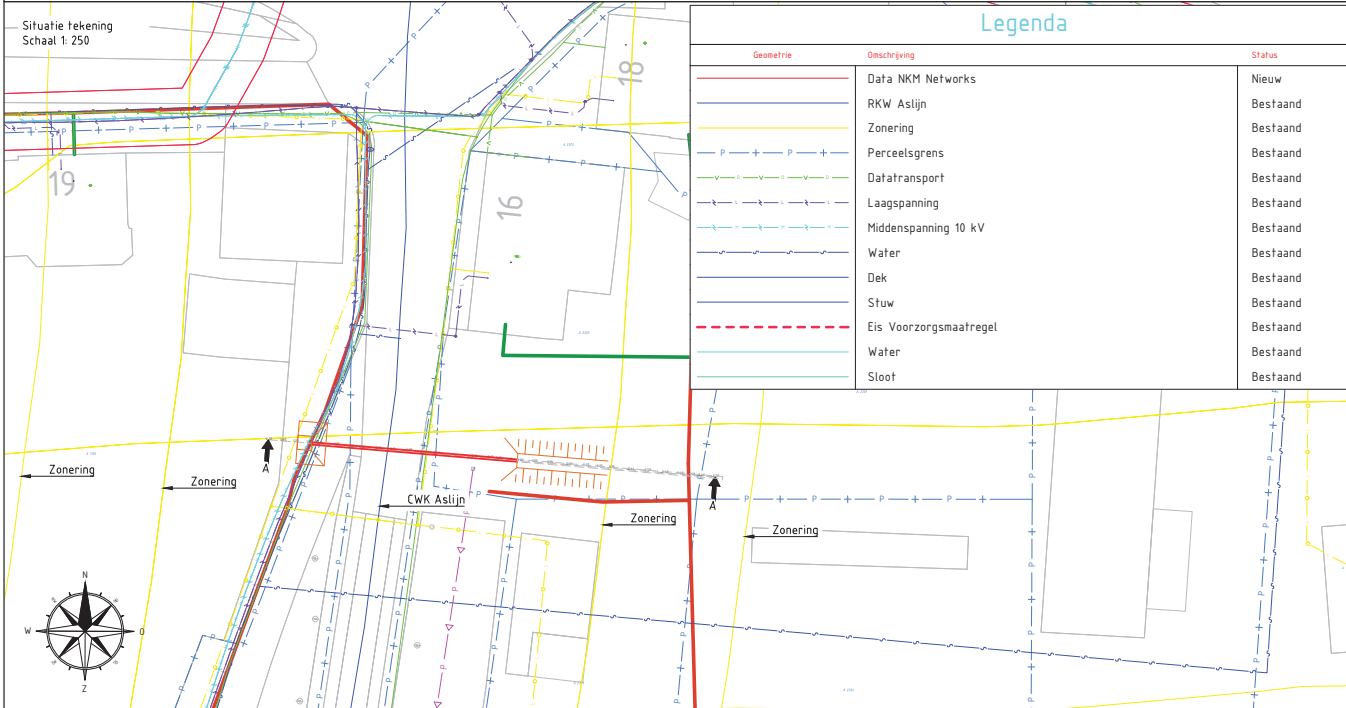 Situatie tekening
Schaal 1: 250
Legenda
Geometrie Omschrijving Status
Data NKM Networks Nieuw
RKW Aslijn Bestaand
Zonering Bestaand
P P Perceelsgrens Bestaand
Datatransport Bestaand
Laagspanning Bestaand
Middenspanning 10 kV Bestaand
Water Bestaand
Dek Bestaand
Stuw Bestaand
Eis Voorzorgsmaatregel Bestaand
Water Bestaand
Sloot Bestaand
18
19
16
A
A
Zonering
Zonering
CWK Aslijn
Zonering
Zonering
N
W O
Z